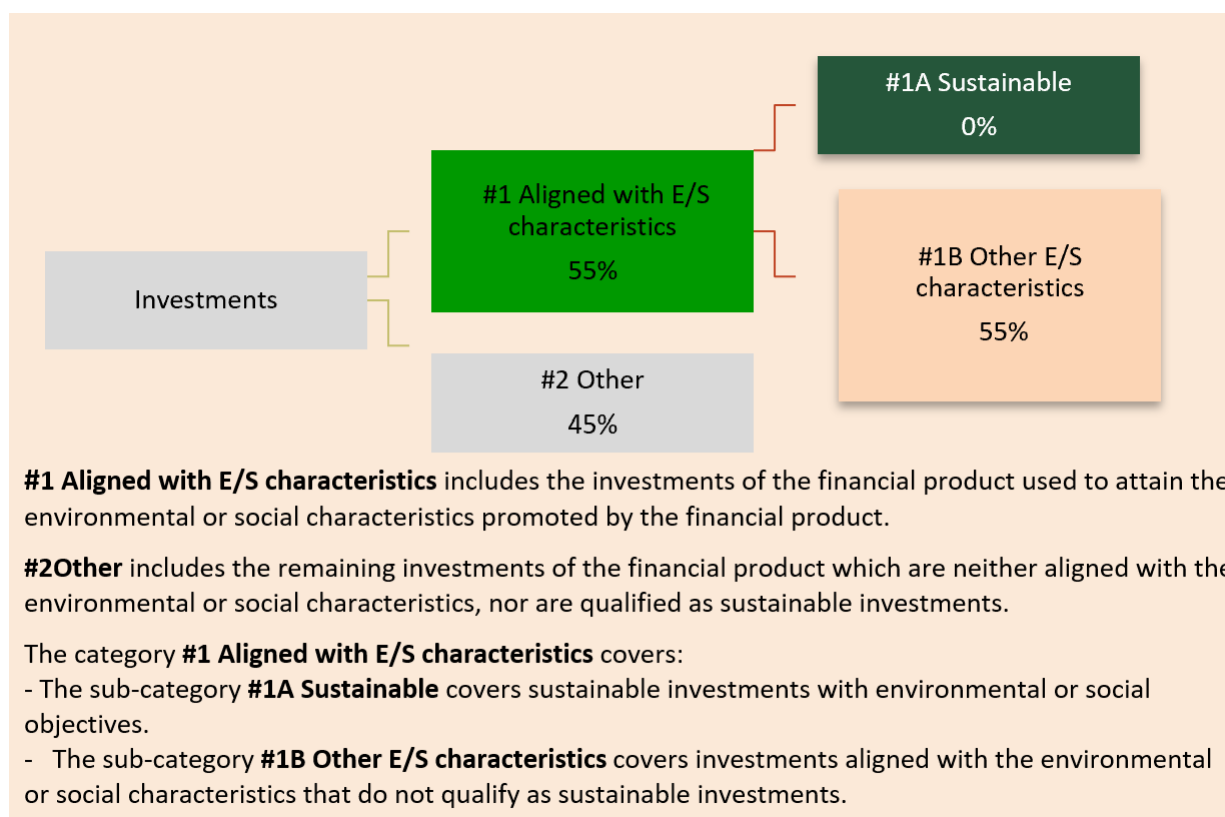 #1A Sustainable
0%
#1 Aligned with E/S
characteristics
55%
#1B Other E/S
characteristics
55%
Investments
#2 Other
45%
#1 Aligned with E/S characteristics includes the investments of the financial product used to attain the
environmental or social characteristics promoted by the financial product.
#2Other includes the remaining investments of the financial product which are neither aligned with the
environmental or social characteristics, nor are qualified as sustainable investments.
The category #1 Aligned with E/S characteristics covers:
- The sub-category #1A Sustainable covers sustainable investments with environmental or social
objectives.
- The sub-category #1B Other E/S characteristics covers investments aligned with the environmental
or social characteristics that do not qualify as sustainable investments.